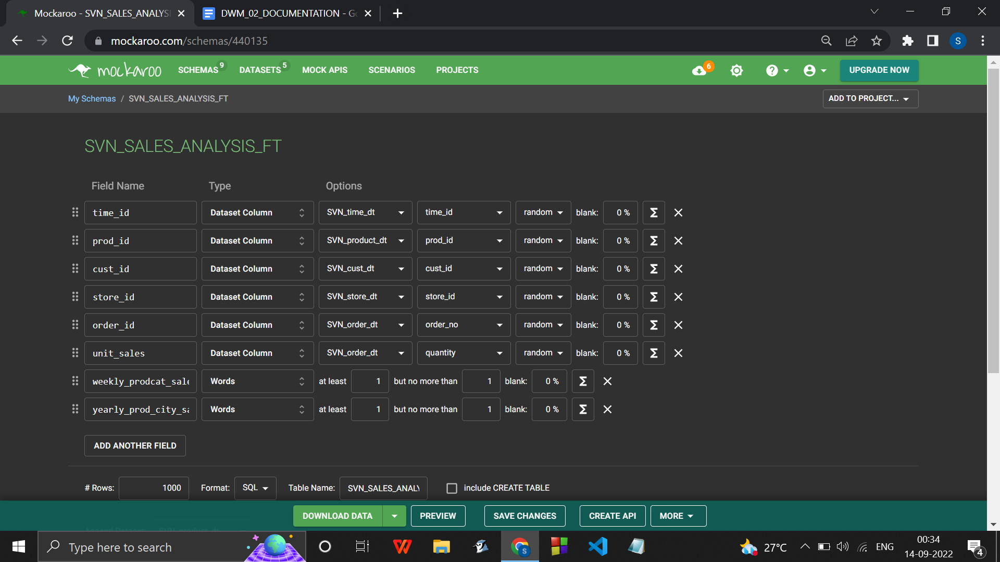 Mockaroo - SVN_SALES_ANALYSI
DWM_02_DOCUMENTATION - Go
mockaroo.com/schemas/440135
S
mockaroo
SCHEMAS 9
DATASETS 5
MOCK APIS
SCENARIOS
PROJECTS
6
?
UPGRADE NOW
My Schemas / SVN_SALES_ANALYSIS_FT
ADD TO PROJECT...
SVN_SALES_ANALYSIS_FT
Field Name Type Options
time_id Dataset Column SVN_time_dt time_id random blank: 0 % Σ
prod_id Dataset Column SVN_product_dt prod_id random blank: 0 % Σ
cust_id Dataset Column SVN_cust_dt cust_id random blank: 0 % Σ
store_id Dataset Column SVN_store_dt store_id random blank: 0 % Σ
order_id Dataset Column SVN_order_dt order_no random blank: 0 % Σ
unit_sales Dataset Column SVN_order_dt quantity random blank: 0 % Σ
weekly_prodcat_sale Words at least 1 but no more than 1 blank: 0 % Σ
yearly_prod_city_sa Words at least 1 but no more than 1 blank: 0 % Σ
ADD ANOTHER FIELD
# Rows: 1000 Format: SQL Table Name: SVN_SALES_ANALY include CREATE TABLE
DOWNLOAD DATA PREVIEW SAVE CHANGES CREATE API MORE
Type here to search
S
27°C
ENG
00:34
14-09-2022
4